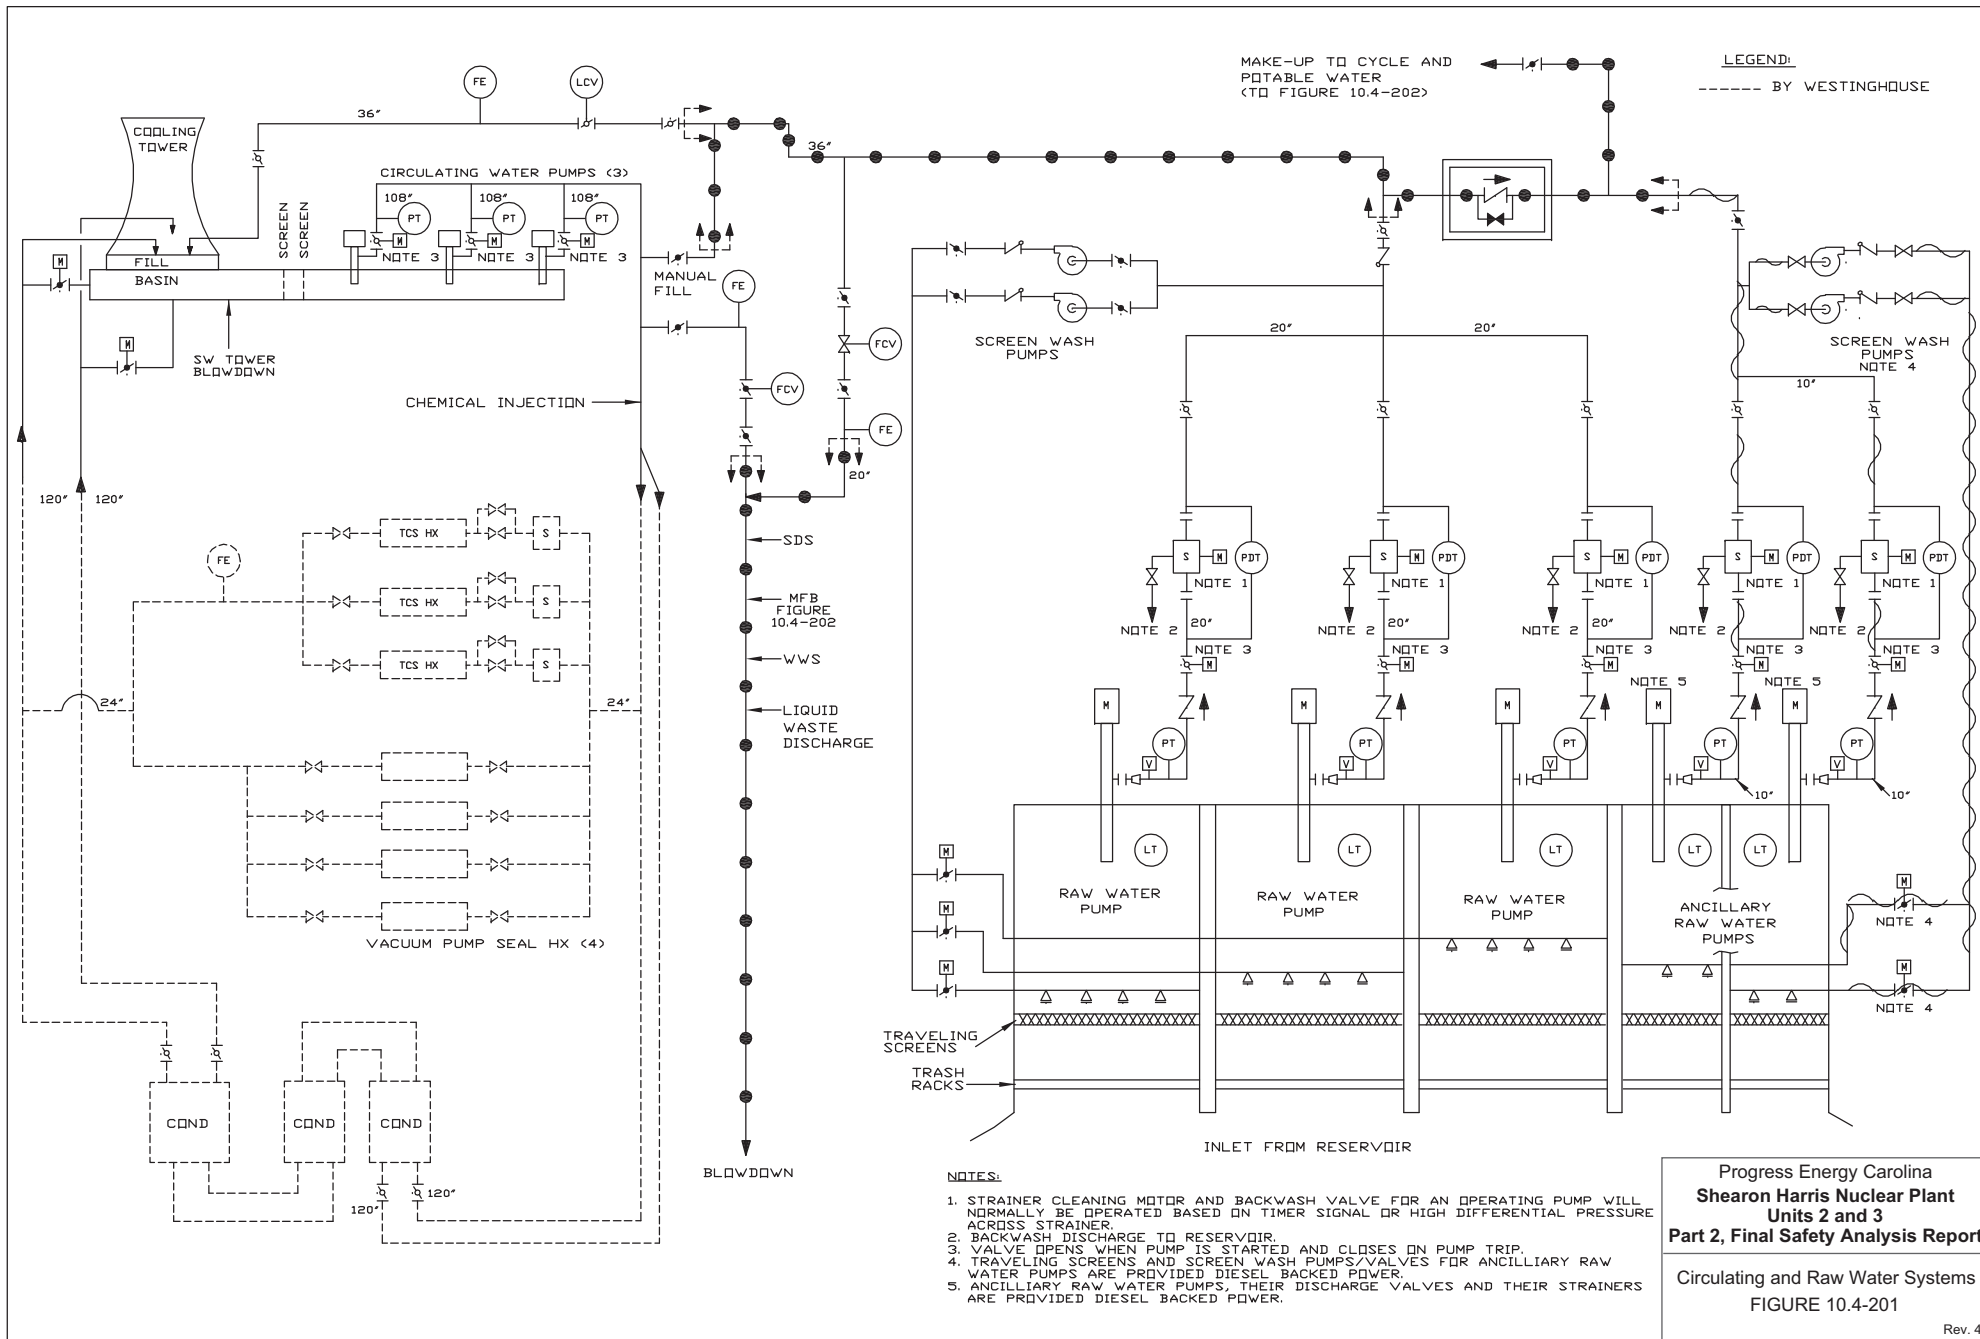 MAKE-UP TO CYCLE AND
POTABLE WATER
(TO FIGURE 10.4-202)
LEGEND:
BY WESTINGHOUSE
FE
LCV
36"
COOLING
TOWER
36"
CIRCULATING WATER PUMPS (3)
108"
108"
108"
PT
PT
PT
M
M
M
NOTE 3
NOTE 3
NOTE 3
SCREEN
SCREEN
M
FILL
BASIN
MANUAL
FILL
FE
M
SW TOWER
BLOWDOWN
FCV
FCV
FE
CHEMICAL INJECTION
20"
SCREEN WASH
PUMPS
20"
20"
SCREEN WASH
PUMPS
NOTE 4
10"
120"
120"
FE
TCS HX
S
TCS HX
S
TCS HX
S
24"
24"
SDS
MFB
FIGURE
10.4-202
WWS
LIQUID
WASTE
DISCHARGE
S
M
PDT
S
M
PDT
S
M
PDT
S
M
PDT
S
M
PDT
NOTE 1
NOTE 1
NOTE 1
NOTE 1
NOTE 1
NOTE 2
20"
NOTE 2
20"
NOTE 2
20"
NOTE 2
NOTE 2
NOTE 3
NOTE 3
NOTE 3
NOTE 3
NOTE 3
M
M
M
M
M
NOTE 5
NOTE 5
M
M
M
M
M
PT
PT
PT
PT
PT
V
V
V
V
V
10"
10"
LT
LT
LT
LT
LT
RAW WATER
PUMP
RAW WATER
PUMP
RAW WATER
PUMP
ANCILLARY
RAW WATER
PUMPS
M
M
M
M
NOTE 4
M
NOTE 4
VACUUM PUMP SEAL HX (4)
TRAVELING
SCREENS
TRASH
RACKS
COND
COND
COND
120"
120"
BLOWDOWN
INLET FROM RESERVOIR
NOTES:
1. STRAINER CLEANING MOTOR AND BACKWASH VALVE FOR AN OPERATING PUMP WILL
NORMALLY BE OPERATED BASED ON TIMER SIGNAL OR HIGH DIFFERENTIAL PRESSURE
ACROSS STRAINER.
2. BACKWASH DISCHARGE TO RESERVOIR.
3. VALVE OPENS WHEN PUMP IS STARTED AND CLOSES ON PUMP TRIP.
4. TRAVELING SCREENS AND SCREEN WASH PUMPS/VALVES FOR ANCILLIARY RAW
WATER PUMPS ARE PROVIDED DIESEL BACKED POWER.
5. ANCILLIARY RAW WATER PUMPS, THEIR DISCHARGE VALVES AND THEIR STRAINERS
ARE PROVIDED DIESEL BACKED POWER.
Progress Energy Carolina
Shearon Harris Nuclear Plant
Units 2 and 3
Part 2, Final Safety Analysis Report
Circulating and Raw Water Systems
FIGURE 10.4-201
Rev. 4